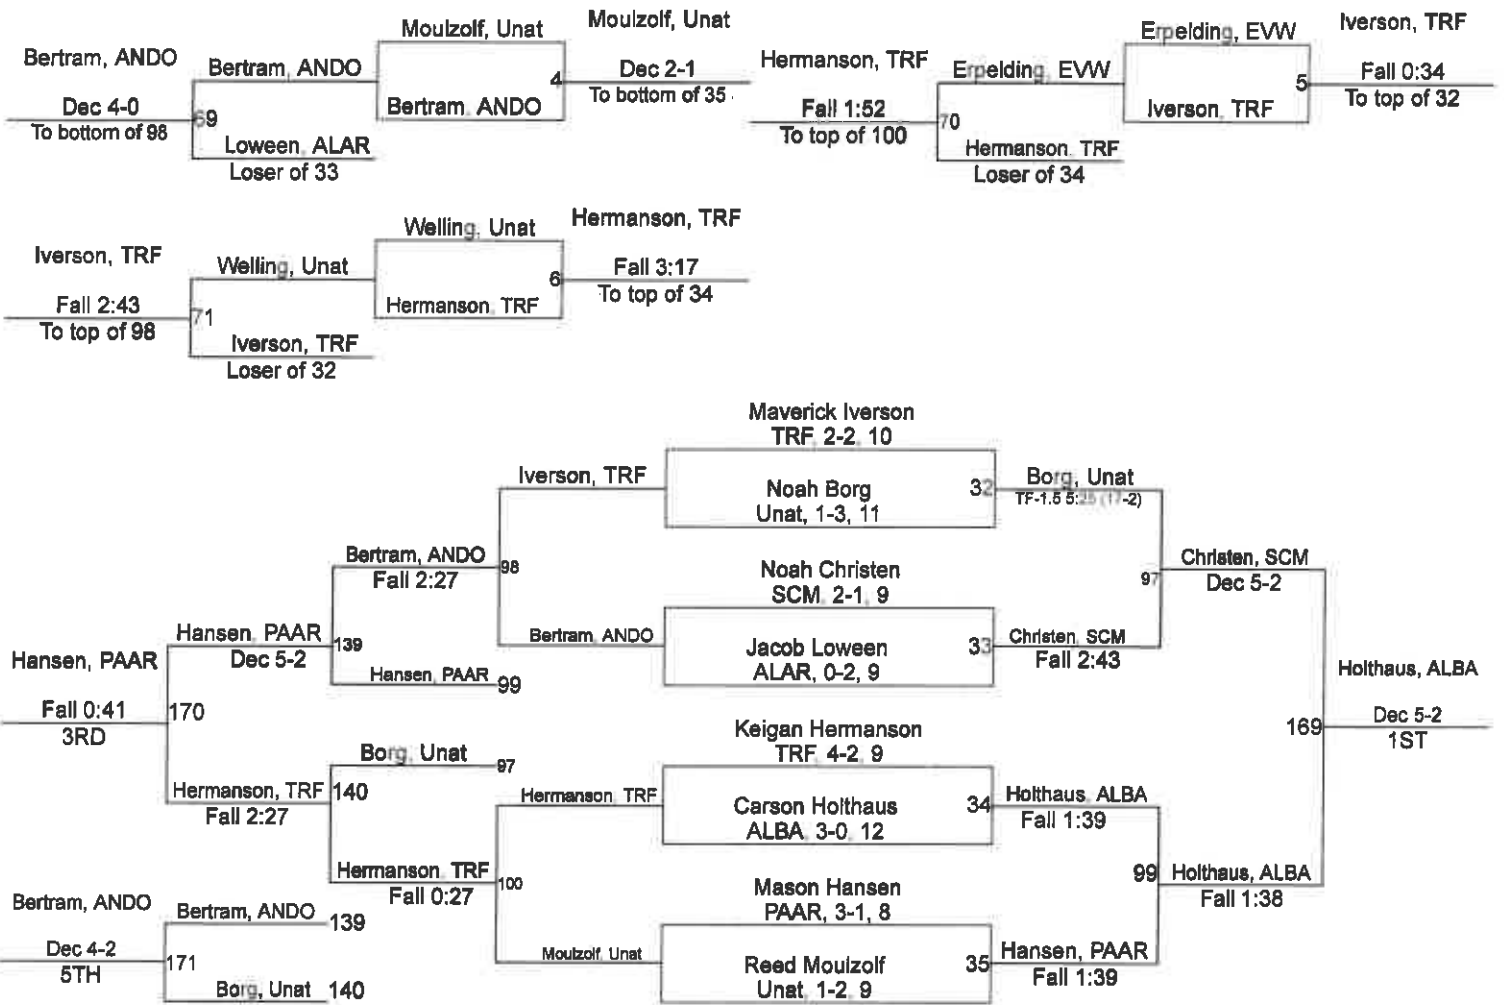 Moulzolf, Unat
Moulzolf, Unat
Bertram, ANDO
Bertram, ANDO
4
Dec 2-1
Dec 4-0
Bertram, ANDO
To bottom of 35
To bottom of 98
69
Loween, ALAR
Loser of 33
Erpelding, EVW
Iverson, TRF
Hermanson, TRF
Erpelding, EVW
5
Fall 0:34
Fall 1:52
Iverson, TRF
To top of 32
To top of 100
70
Hermanson, TRF
Loser of 34
Welling, Unat
Hermanson, TRF
Iverson, TRF
Welling, Unat
6
Fall 3:17
Fall 2:43
Hermanson, TRF
To top of 34
To top of 98
71
Iverson, TRF
Loser of 32
Maverick Iverson
TRF, 2-2, 10
Iverson, TRF
Noah Borg
Unat, 1-3, 11
32
Borg, Unat
TF-1.5 5:25 (17-2)
Bertram, ANDO
Fall 2:27
98
Noah Christen
SCM, 2-1, 9
97
Christen, SCM
Dec 5-2
Bertram, ANDO
Jacob Loween
ALAR, 0-2, 9
33
Christen, SCM
Fall 2:43
Hansen, PAAR
Dec 5-2
139
Hansen, PAAR
99
Hansen, PAAR
Fall 0:41
3RD
170
Holthaus, ALBA
169
Dec 5-2
1ST
Keigan Hermanson
TRF, 4-2, 9
Borg, Unat
97
Hermanson, TRF
Fall 2:27
140
Hermanson, TRF
Carson Holthaus
ALBA, 3-0, 12
34
Holthaus, ALBA
Fall 1:39
Hermanson, TRF
Fall 0:27
100
Mason Hansen
PAAR, 3-1, 8
99
Holthaus, ALBA
Fall 1:38
Bertram, ANDO
Bertram, ANDO
139
Dec 4-2
5TH
171
Moulzolf, Unat
Reed Moulzolf
Unat, 1-2, 9
35
Hansen, PAAR
Fall 1:39
Borg, Unat
140